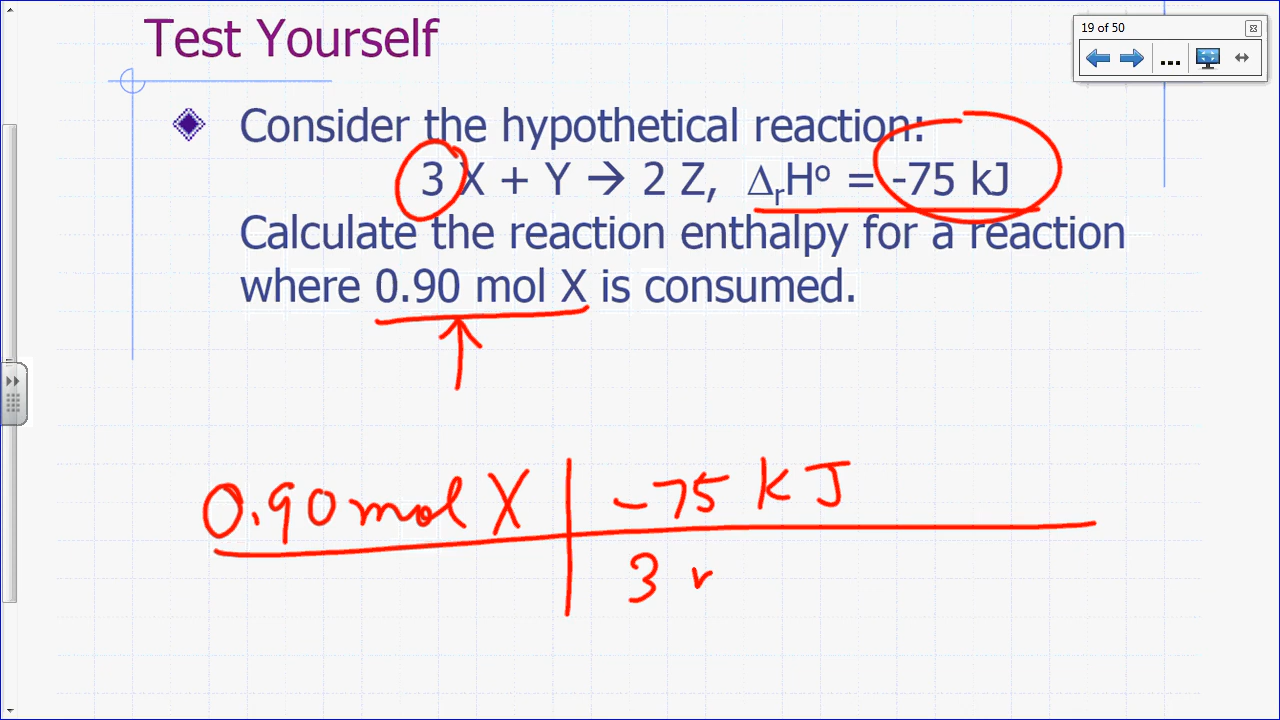 Test Yourself
19 of 50
...
Consider the hypothetical reaction:
3 X + Y → 2 Z, ΔrHº = -75 kJ
Calculate the reaction enthalpy for a reaction
where 0.90 mol X is consumed.
0.90 mol X | -75 kJ
3